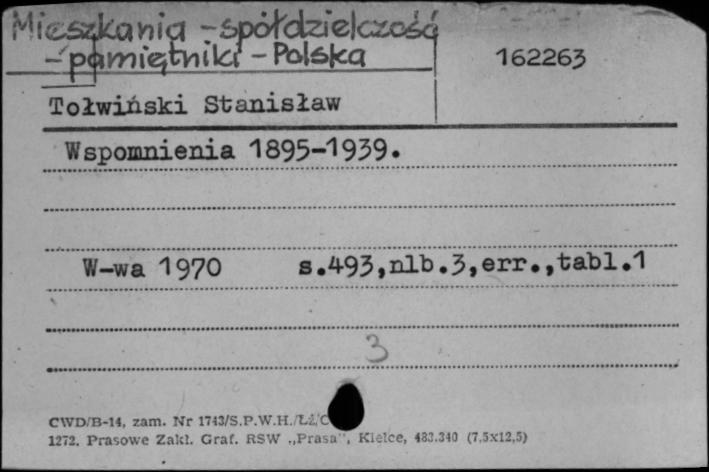 Mieszkania - spółdzielczość
- pamiętniki - Polska
162263
Tołwiński Stanisław
Wspomnienia 1895-1939.
W-wa 1970 s.493,nlb.3,err.,tabl.1
3
CWD/B-14, zam. Nr 1743/S.P.W.H./Łź/C
1272. Prasowe Zakł. Graf. RSW „Prasa”, Kielce, 483.340 (7,5x12,5)